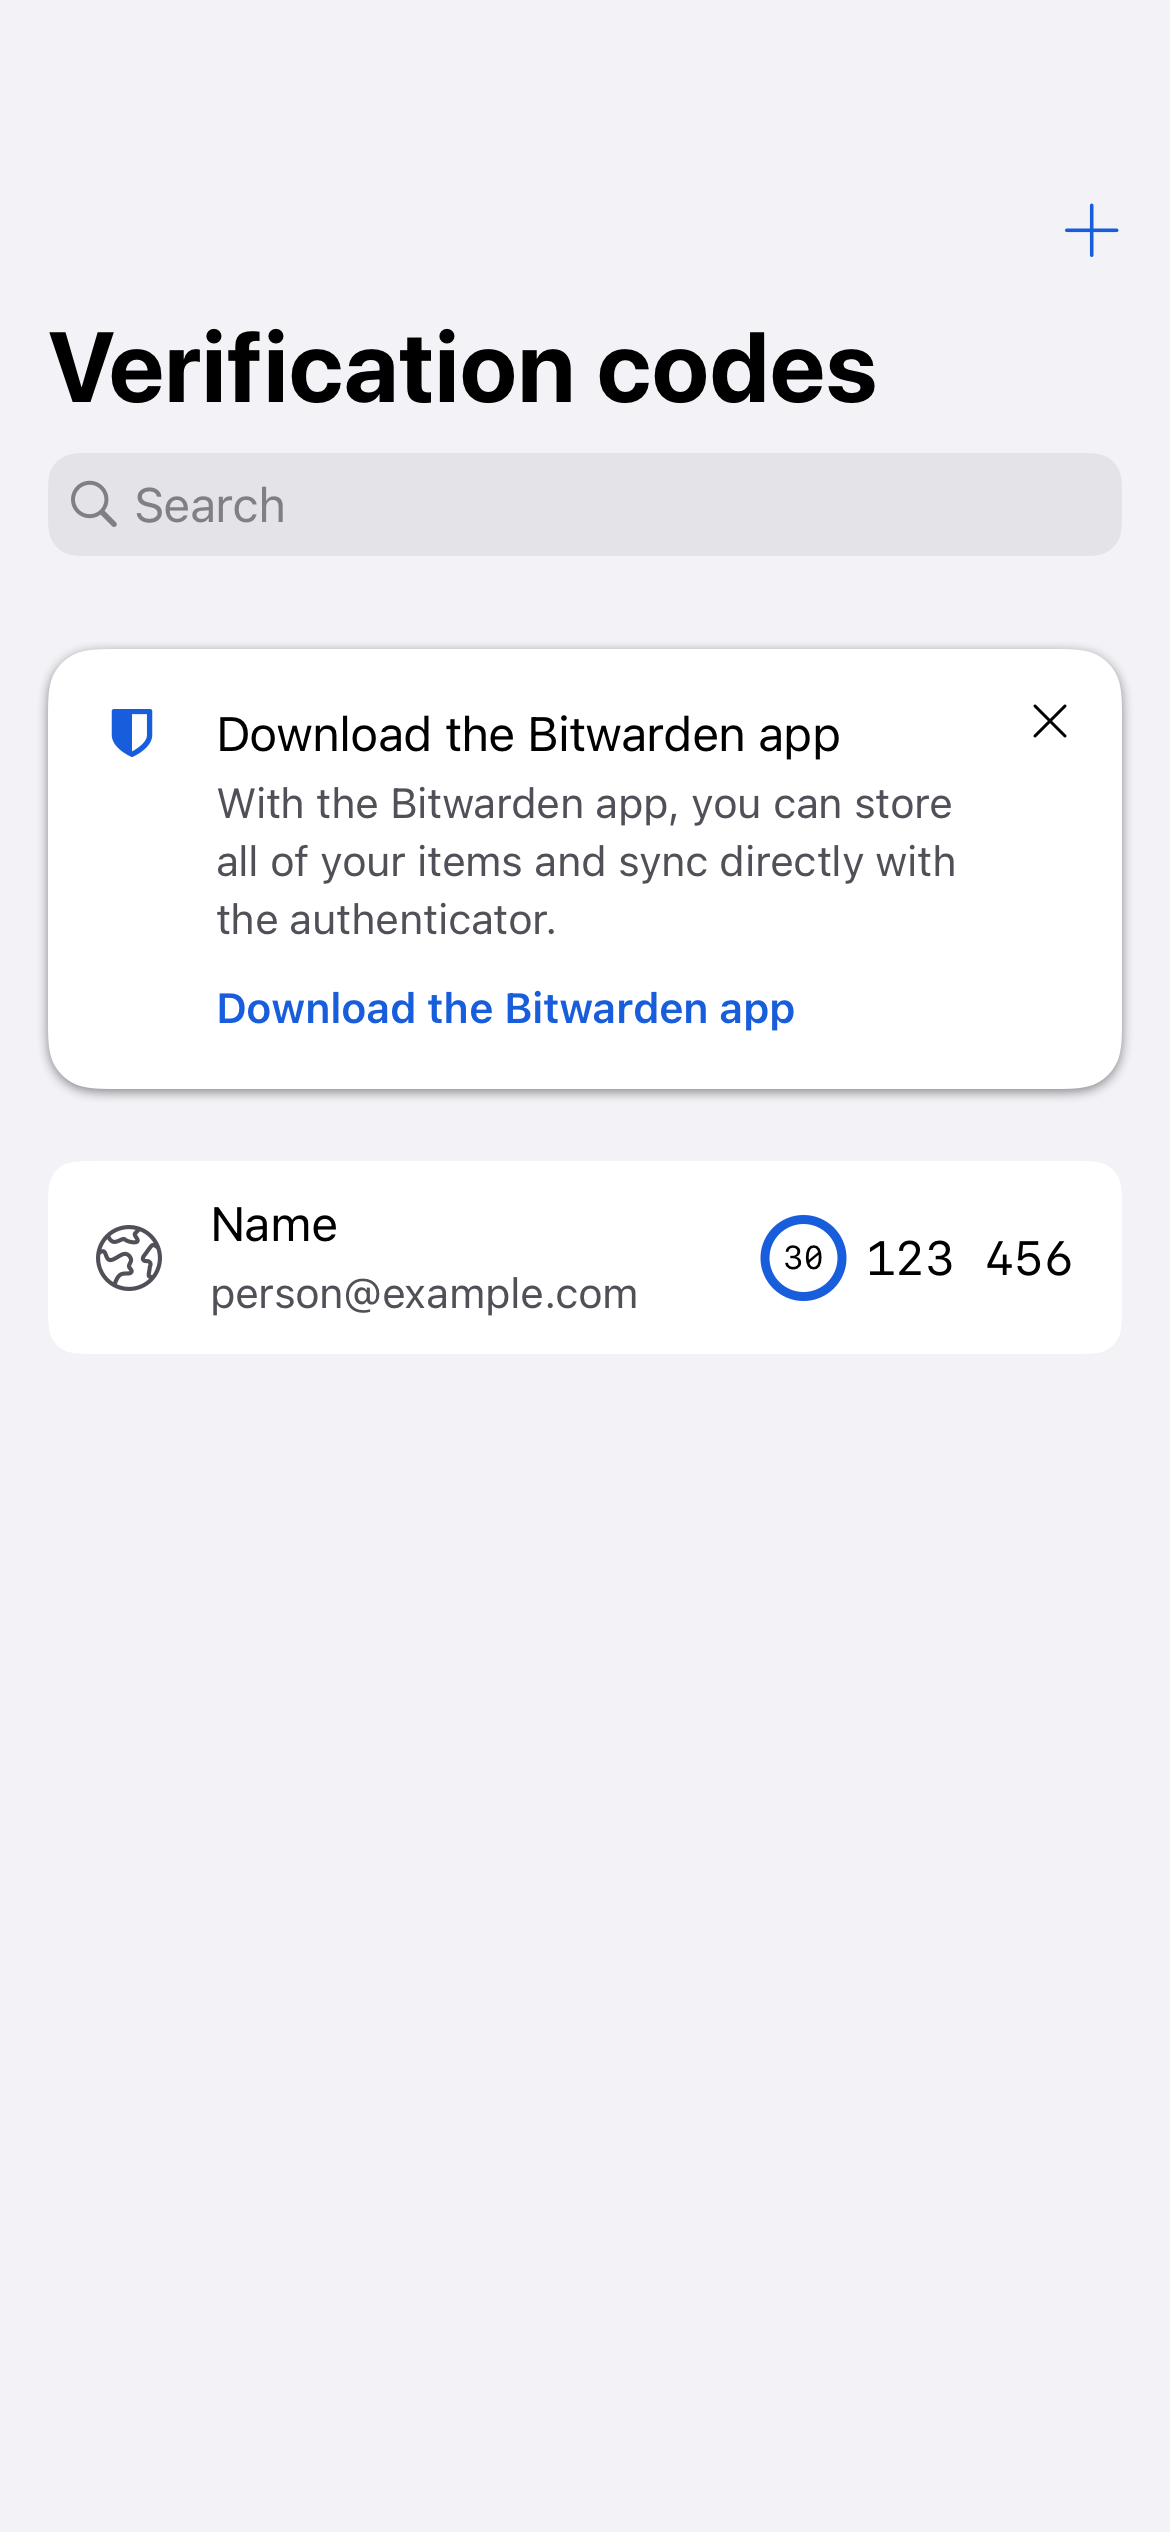 Verification codes
Search
Download the Bitwarden app
With the Bitwarden app, you can store
all of your items and sync directly with
the authenticator.
Download the Bitwarden app
Name
person@example.com
30
123 456